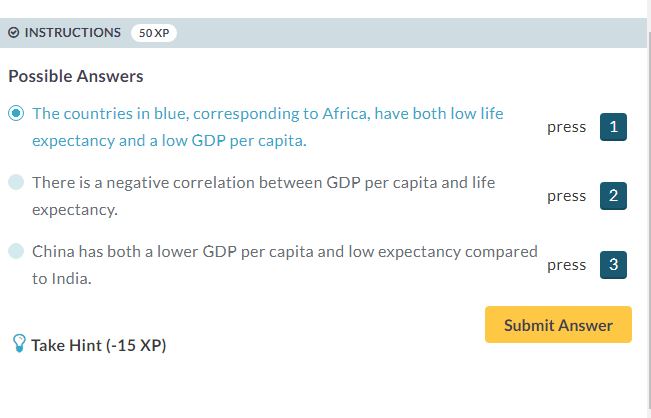 INSTRUCTIONS 50 XP
Possible Answers
The countries in blue, corresponding to Africa, have both low life
expectancy and a low GDP per capita.
press 1
There is a negative correlation between GDP per capita and life
expectancy.
press 2
China has both a lower GDP per capita and low expectancy compared
to India.
press 3
Submit Answer
Take Hint (-15 XP)